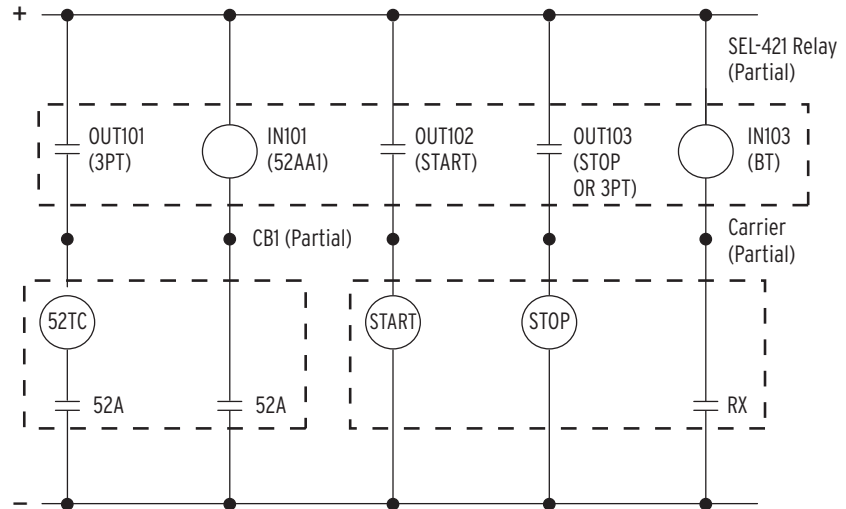 +
SEL-421 Relay
(Partial)
OUT101
(3PT)
IN101
(52AA1)
OUT102
(START)
OUT103
(STOP
OR 3PT)
IN103
(BT)
CB1 (Partial)
Carrier
(Partial)
52TC
START
STOP
52A
52A
RX
–